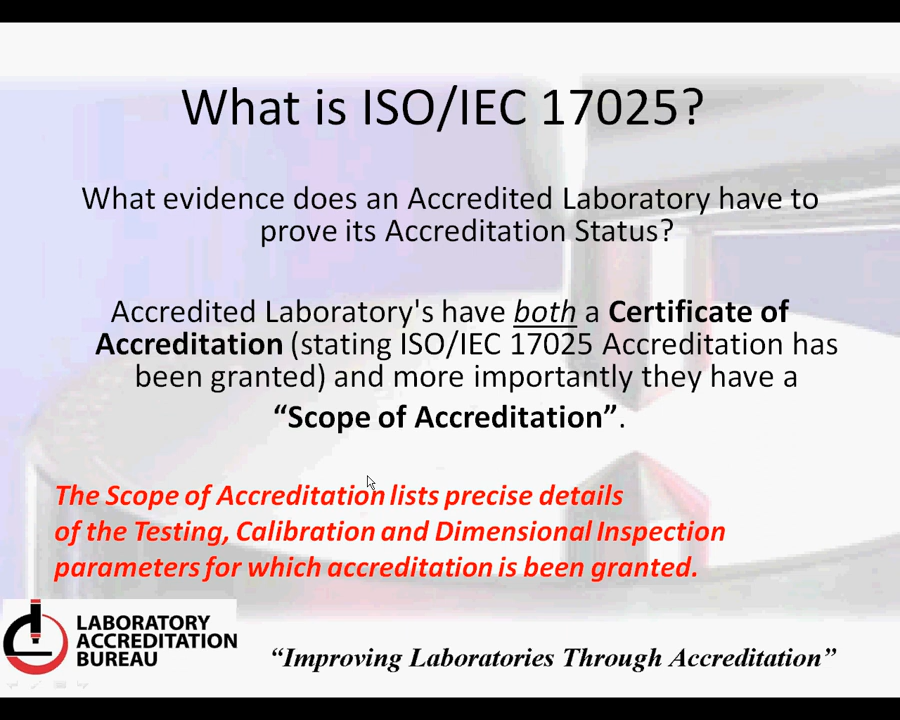 What is ISO/IEC 17025?
What evidence does an Accredited Laboratory have to
prove its Accreditation Status?
Accredited Laboratory's have both a Certificate of
Accreditation (stating ISO/IEC 17025 Accreditation has
been granted) and more importantly they have a
“Scope of Accreditation”.
The Scope of Accreditation lists precise details
of the Testing, Calibration and Dimensional Inspection
parameters for which accreditation is been granted.
LABORATORY
ACCREDITATION
BUREAU
“Improving Laboratories Through Accreditation”